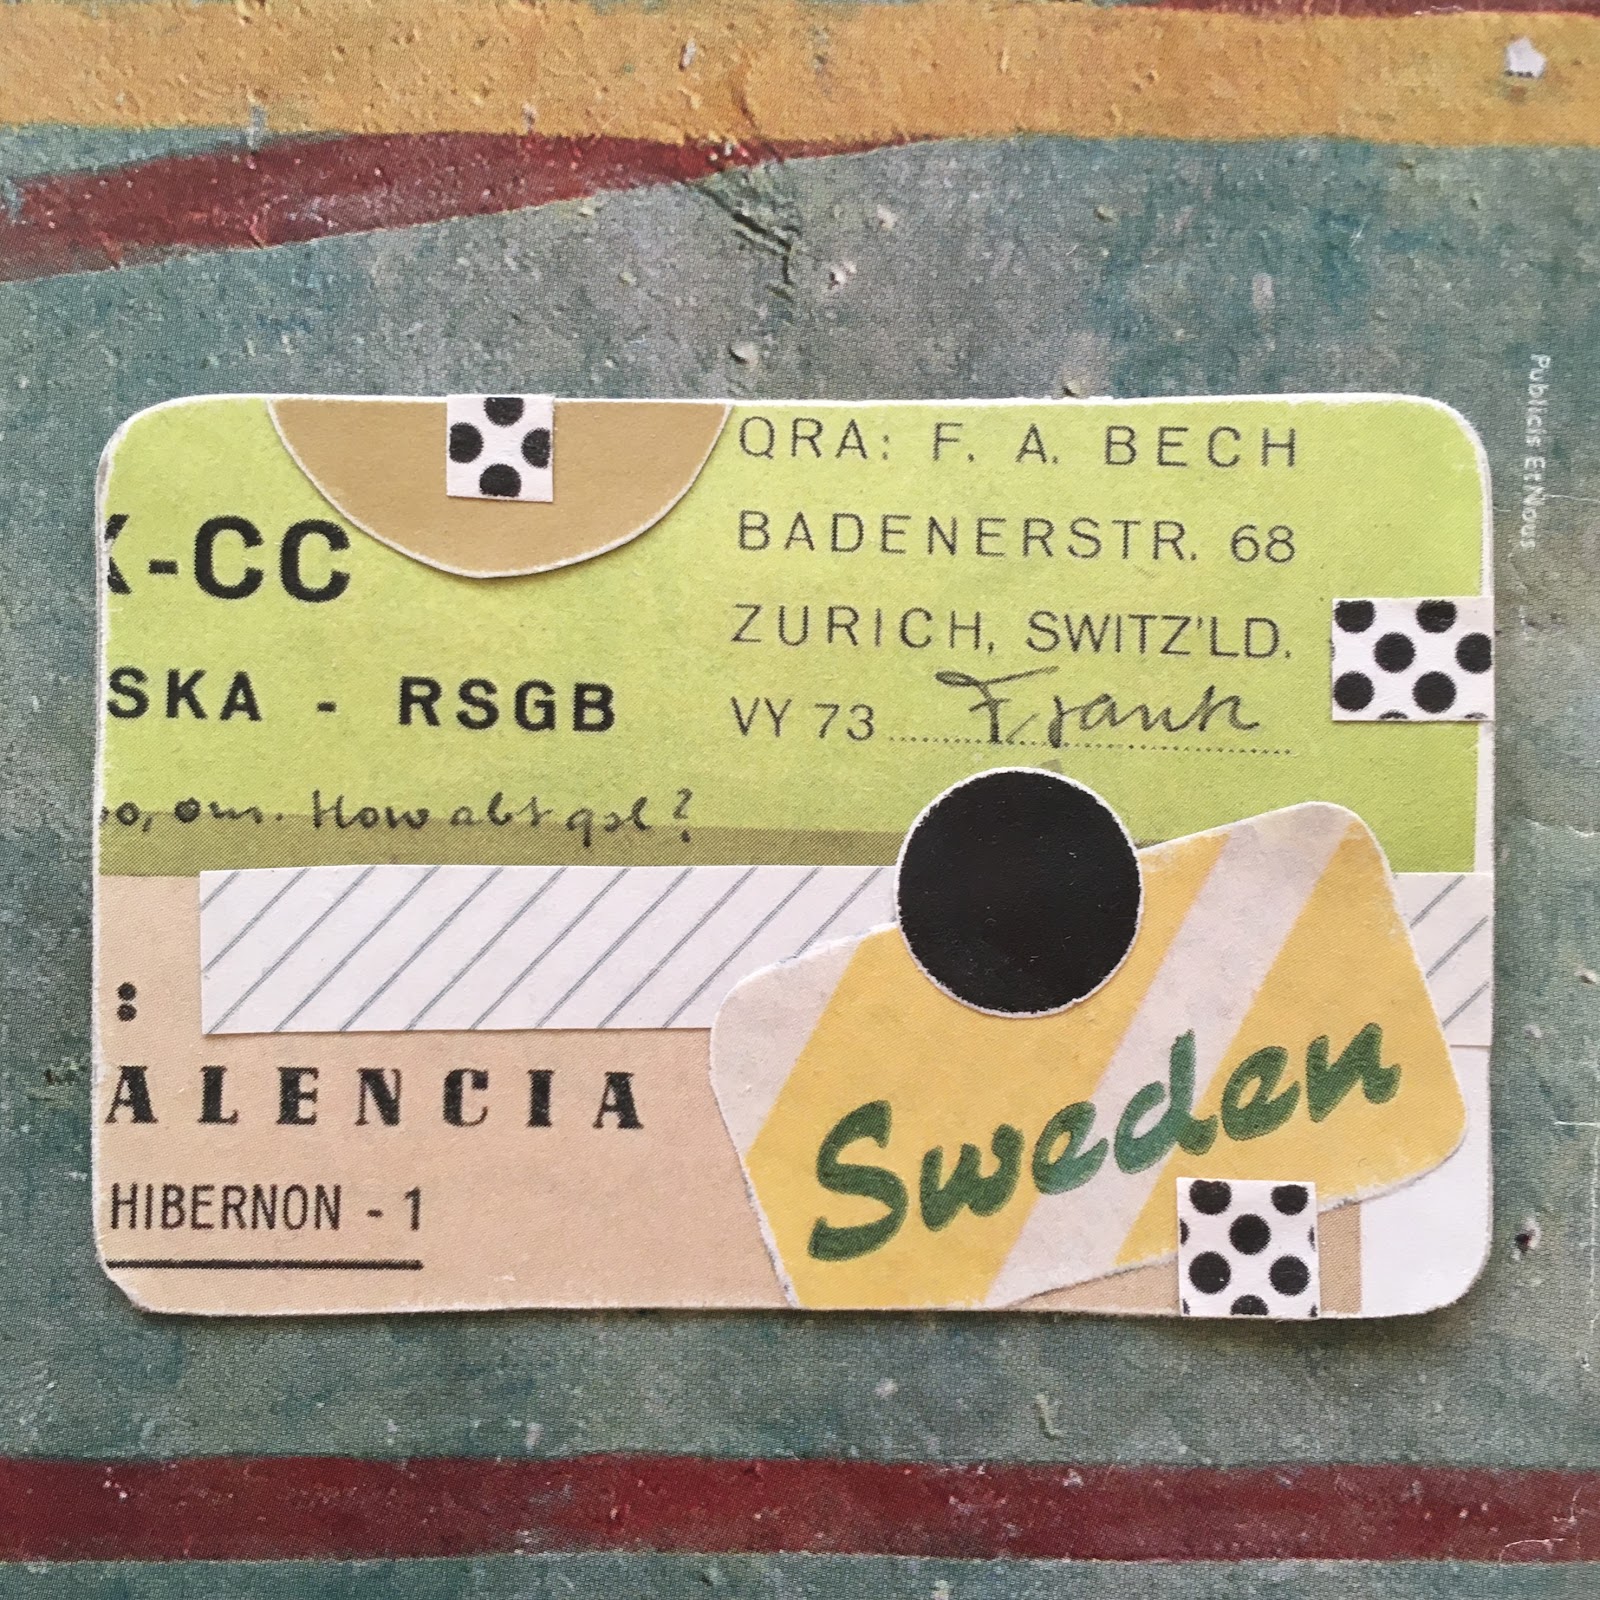 QRA: F. A. BECH
BADENERSTR. 68
ZURICH, SWITZ'LD.
VY 73 Frank
-CC
SKA - RSGB
om. How abt qsl?
:
ALENCIA
HIBERNON - 1
Sweden
Publicis EtNous